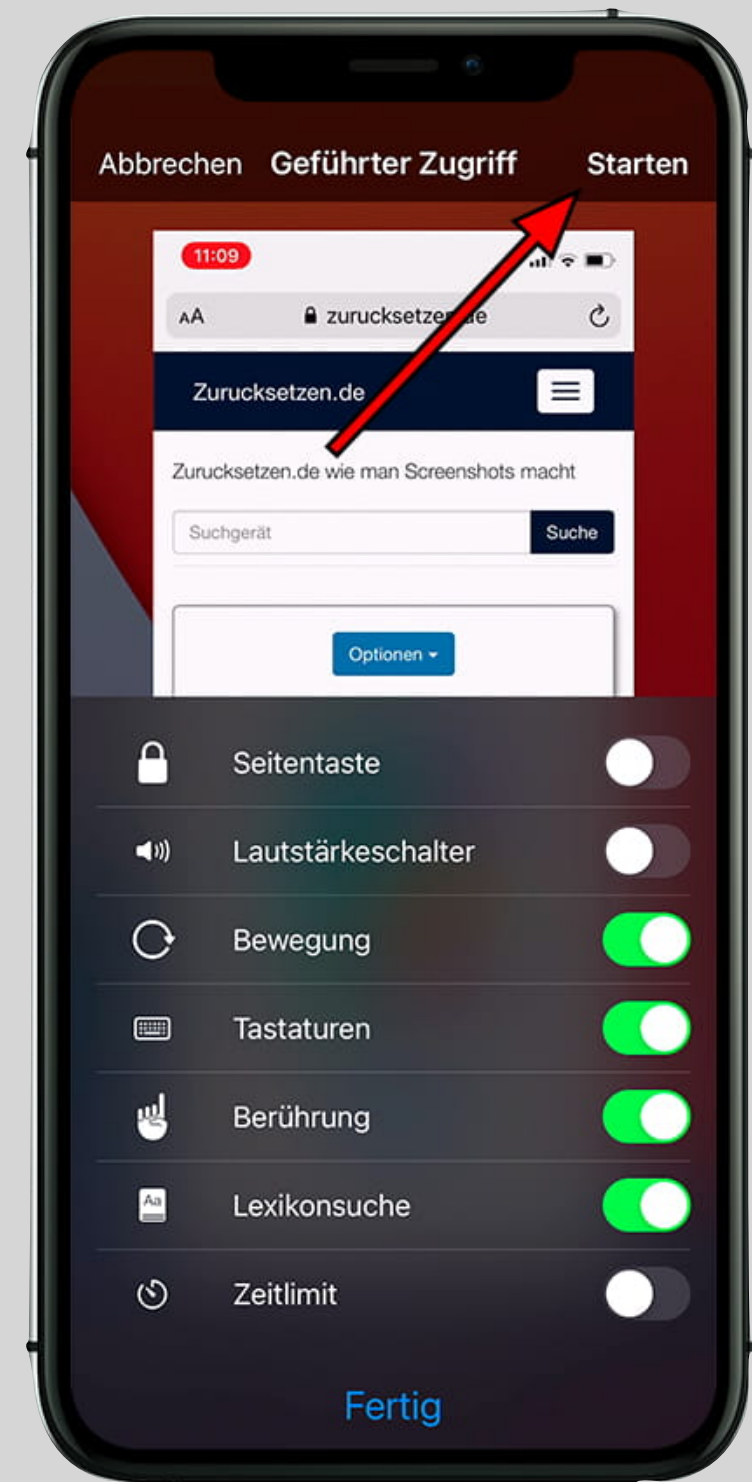 Abbrechen Geführter Zugriff Starten
11:09
AA zurucksetzen.de
Zurucksetzen.de
Zurucksetzen.de wie man Screenshots macht
Suchgerät Suche
Optionen
Seitentaste
Lautstärkeschalter
Bewegung
Tastaturen
Berührung
Aa Lexikonsuche
Zeitlimit
Fertig